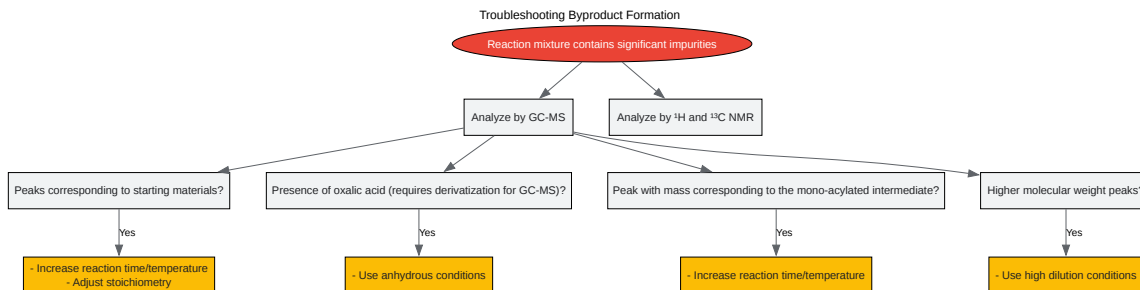 Troubleshooting Byproduct Formation
Reaction mixture contains significant impurities
Analyze by GC-MS
Analyze by ¹H and ¹³C NMR
Peaks corresponding to starting materials?
Presence of oxalic acid (requires derivatization for GC-MS)?
Peak with mass corresponding to the mono-acylated intermediate?
Higher molecular weight peaks?
Yes
Yes
Yes
Yes
- Increase reaction time/temperature
- Adjust stoichiometry
- Use anhydrous conditions
- Increase reaction time/temperature
- Use high dilution conditions